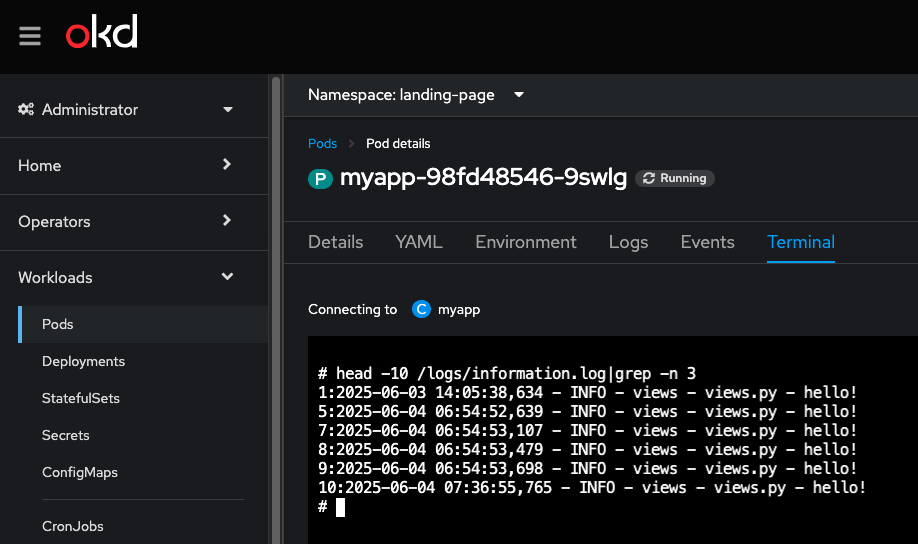 okd
Administrator
Home
Operators
Workloads
Pods
Deployments
StatefulSets
Secrets
ConfigMaps
CronJobs
Namespace: landing-page
Pods > Pod details
P myapp-98fd48546-9swlg Running
Details YAML Environment Logs Events Terminal
Connecting to C myapp
# head -10 /logs/information.log|grep -n 3
1:2025-06-03 14:05:38,634 - INFO - views - views.py - hello!
5:2025-06-04 06:54:52,639 - INFO - views - views.py - hello!
7:2025-06-04 06:54:53,107 - INFO - views - views.py - hello!
8:2025-06-04 06:54:53,479 - INFO - views - views.py - hello!
9:2025-06-04 06:54:53,698 - INFO - views - views.py - hello!
10:2025-06-04 07:36:55,765 - INFO - views - views.py - hello!
#